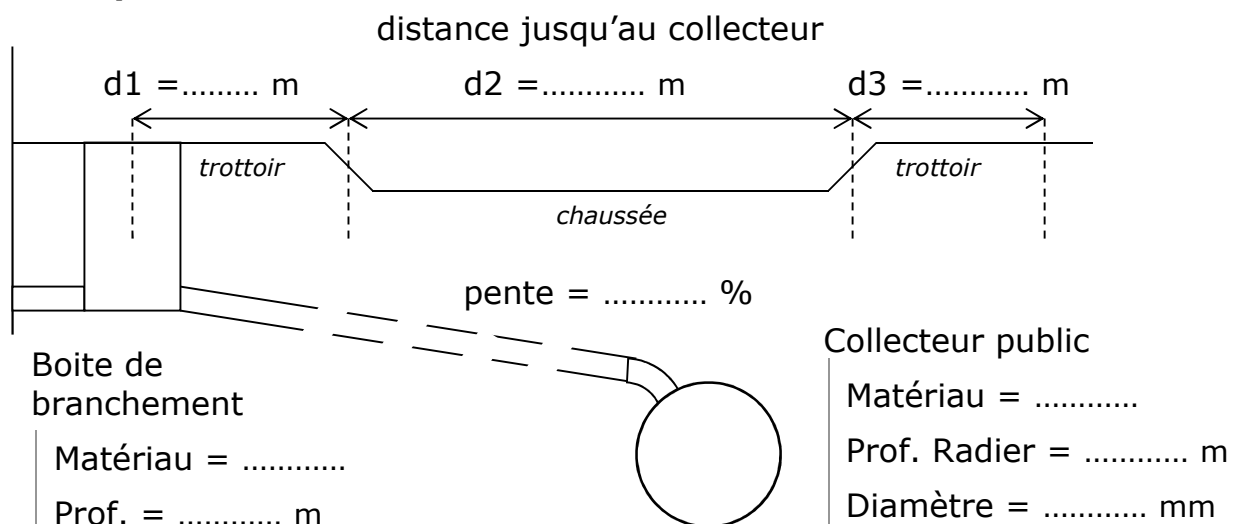 distance jusqu'au collecteur
d1 =......... m
d2 =............ m
d3 =............ m
trottoir
trottoir
chaussée
pente = ............ %
Boite de
branchement
Matériau = ............
Prof. = ............ m
Collecteur public
Matériau = ............
Prof. Radier = ............ m
Diamètre = ............ mm